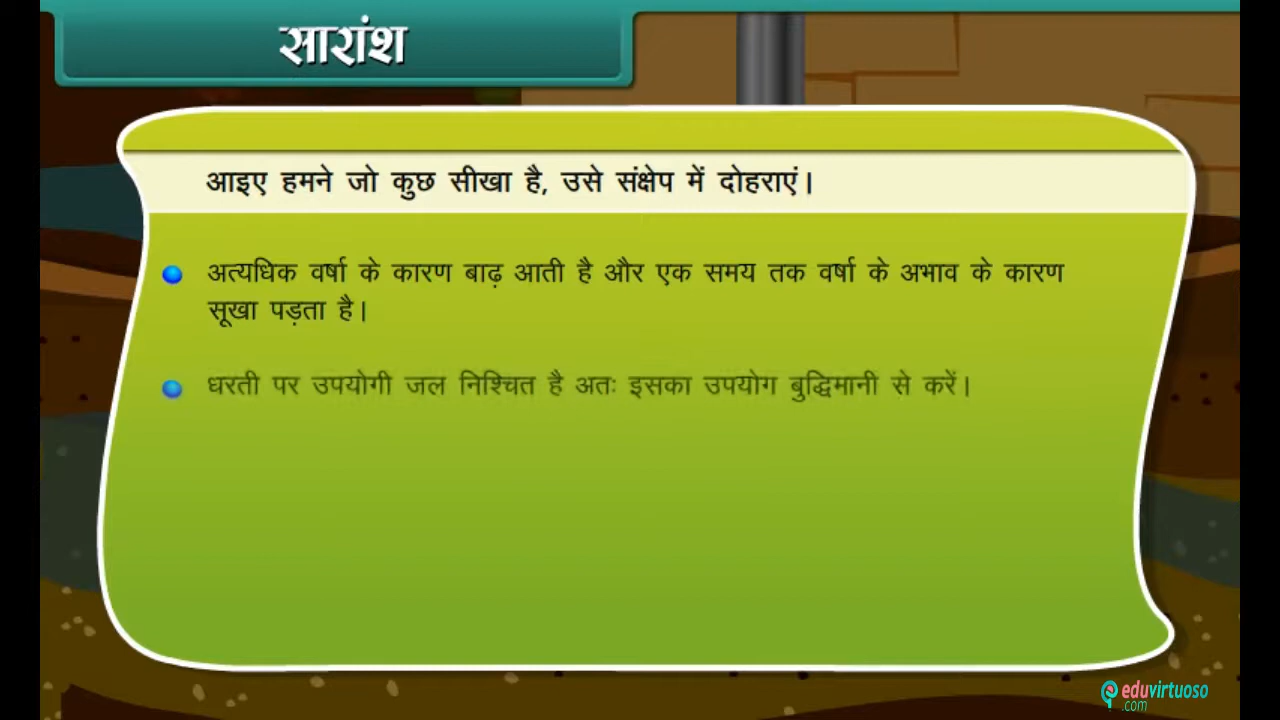 सारांश
आइए हमने जो कुछ सीखा है, उसे संक्षेप में दोहराएं।
अत्यधिक वर्षा के कारण बाढ़ आती है और एक समय तक वर्षा के अभाव के कारण
सूखा पड़ता है।
धरती पर उपयोगी जल निश्चित है अतः इसका उपयोग बुद्धिमानी से करें।
eduvirtuoso
.com